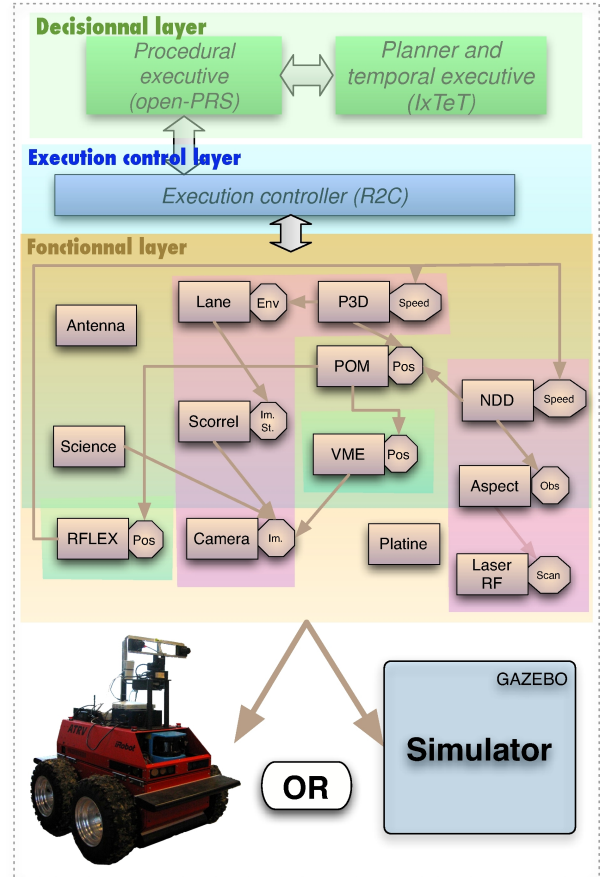 Decisionnal layer
Procedural
executive
(open-PRS)
Planner and
temporal executive
(IxTeT)
Execution control layer
Execution controller (R2C)
Fonctionnal layer
Lane
Env
P3D
Speed
Antenna
POM
Pos
NDD
Speed
Scorrel
Im.
St.
Science
VME
Pos
Aspect
Obs
RFLEX
Pos
Camera
Im.
Platine
Laser
RF
Scan
ATRV
iRobot
GAZEBO
Simulator
OR